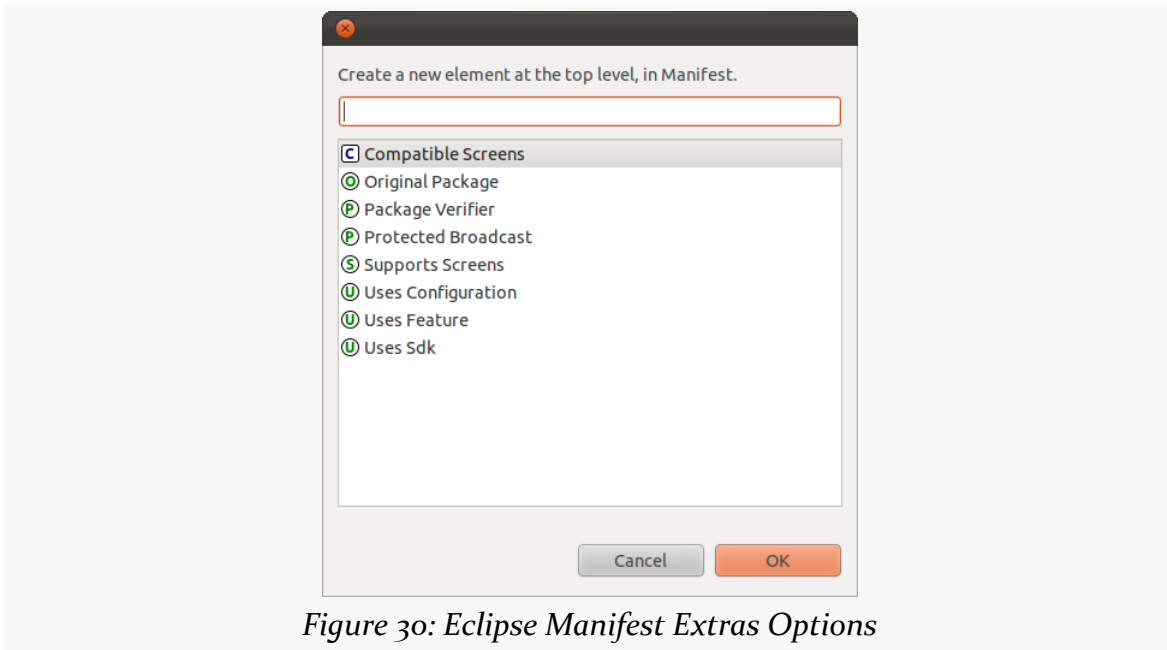 Create a new element at the top level, in Manifest.
C Compatible Screens
O Original Package
P Package Verifier
P Protected Broadcast
S Supports Screens
U Uses Configuration
U Uses Feature
U Uses Sdk
Cancel OK
Figure 30: Eclipse Manifest Extras Options